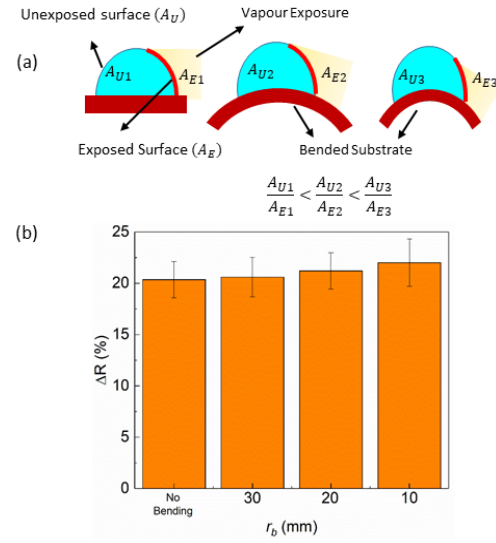 Unexposed surface (A_U)
Vapour Exposure
(a)
A_U1
A_E1
A_U2
A_E2
A_U3
A_E3
Exposed Surface (A_E)
Bended Substrate
A_U1/A_E1 < A_U2/A_E2 < A_U3/A_E3
(b)
25
20
15
10
5
0
ΔR (%)
No
Bending
30
20
10
r_b (mm)